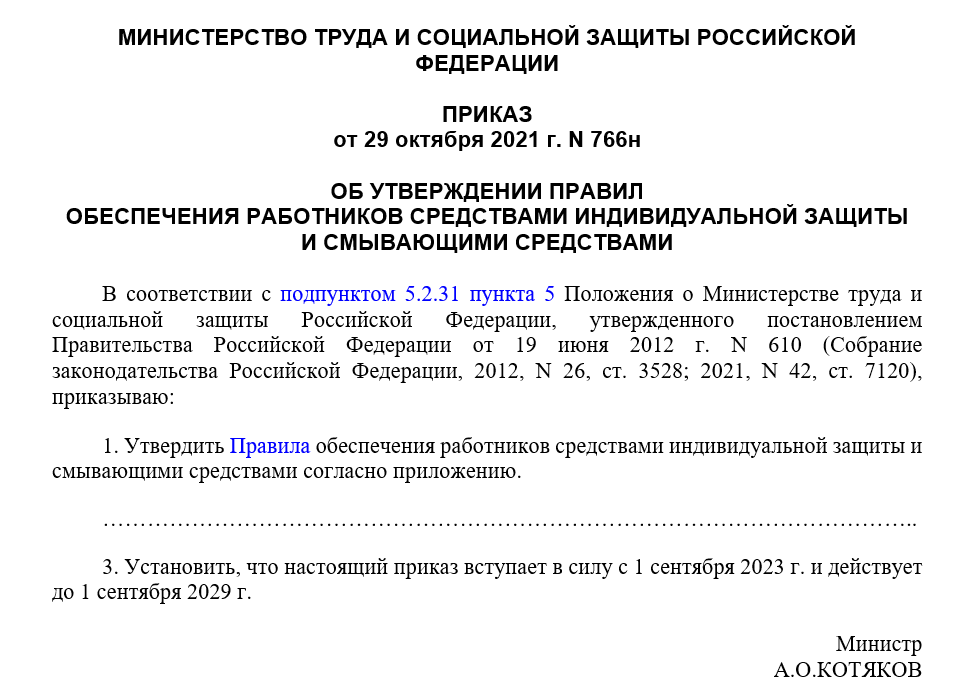 МИНИСТЕРСТВО ТРУДА И СОЦИАЛЬНОЙ ЗАЩИТЫ РОССИЙСКОЙ
ФЕДЕРАЦИИ
ПРИКАЗ
от 29 октября 2021 г. N 766н
ОБ УТВЕРЖДЕНИИ ПРАВИЛ
ОБЕСПЕЧЕНИЯ РАБОТНИКОВ СРЕДСТВАМИ ИНДИВИДУАЛЬНОЙ ЗАЩИТЫ
И СМЫВАЮЩИМИ СРЕДСТВАМИ
В соответствии с подпунктом 5.2.31 пункта 5 Положения о Министерстве труда и
социальной защиты Российской Федерации, утвержденного постановлением
Правительства Российской Федерации от 19 июня 2012 г. N 610 (Собрание
законодательства Российской Федерации, 2012, N 26, ст. 3528; 2021, N 42, ст. 7120),
приказываю:
1. Утвердить Правила обеспечения работников средствами индивидуальной защиты и
смывающими средствами согласно приложению.
………………………………………………………………………………………………..
3. Установить, что настоящий приказ вступает в силу с 1 сентября 2023 г. и действует
до 1 сентября 2029 г.
Министр
А.О.КОТЯКОВ